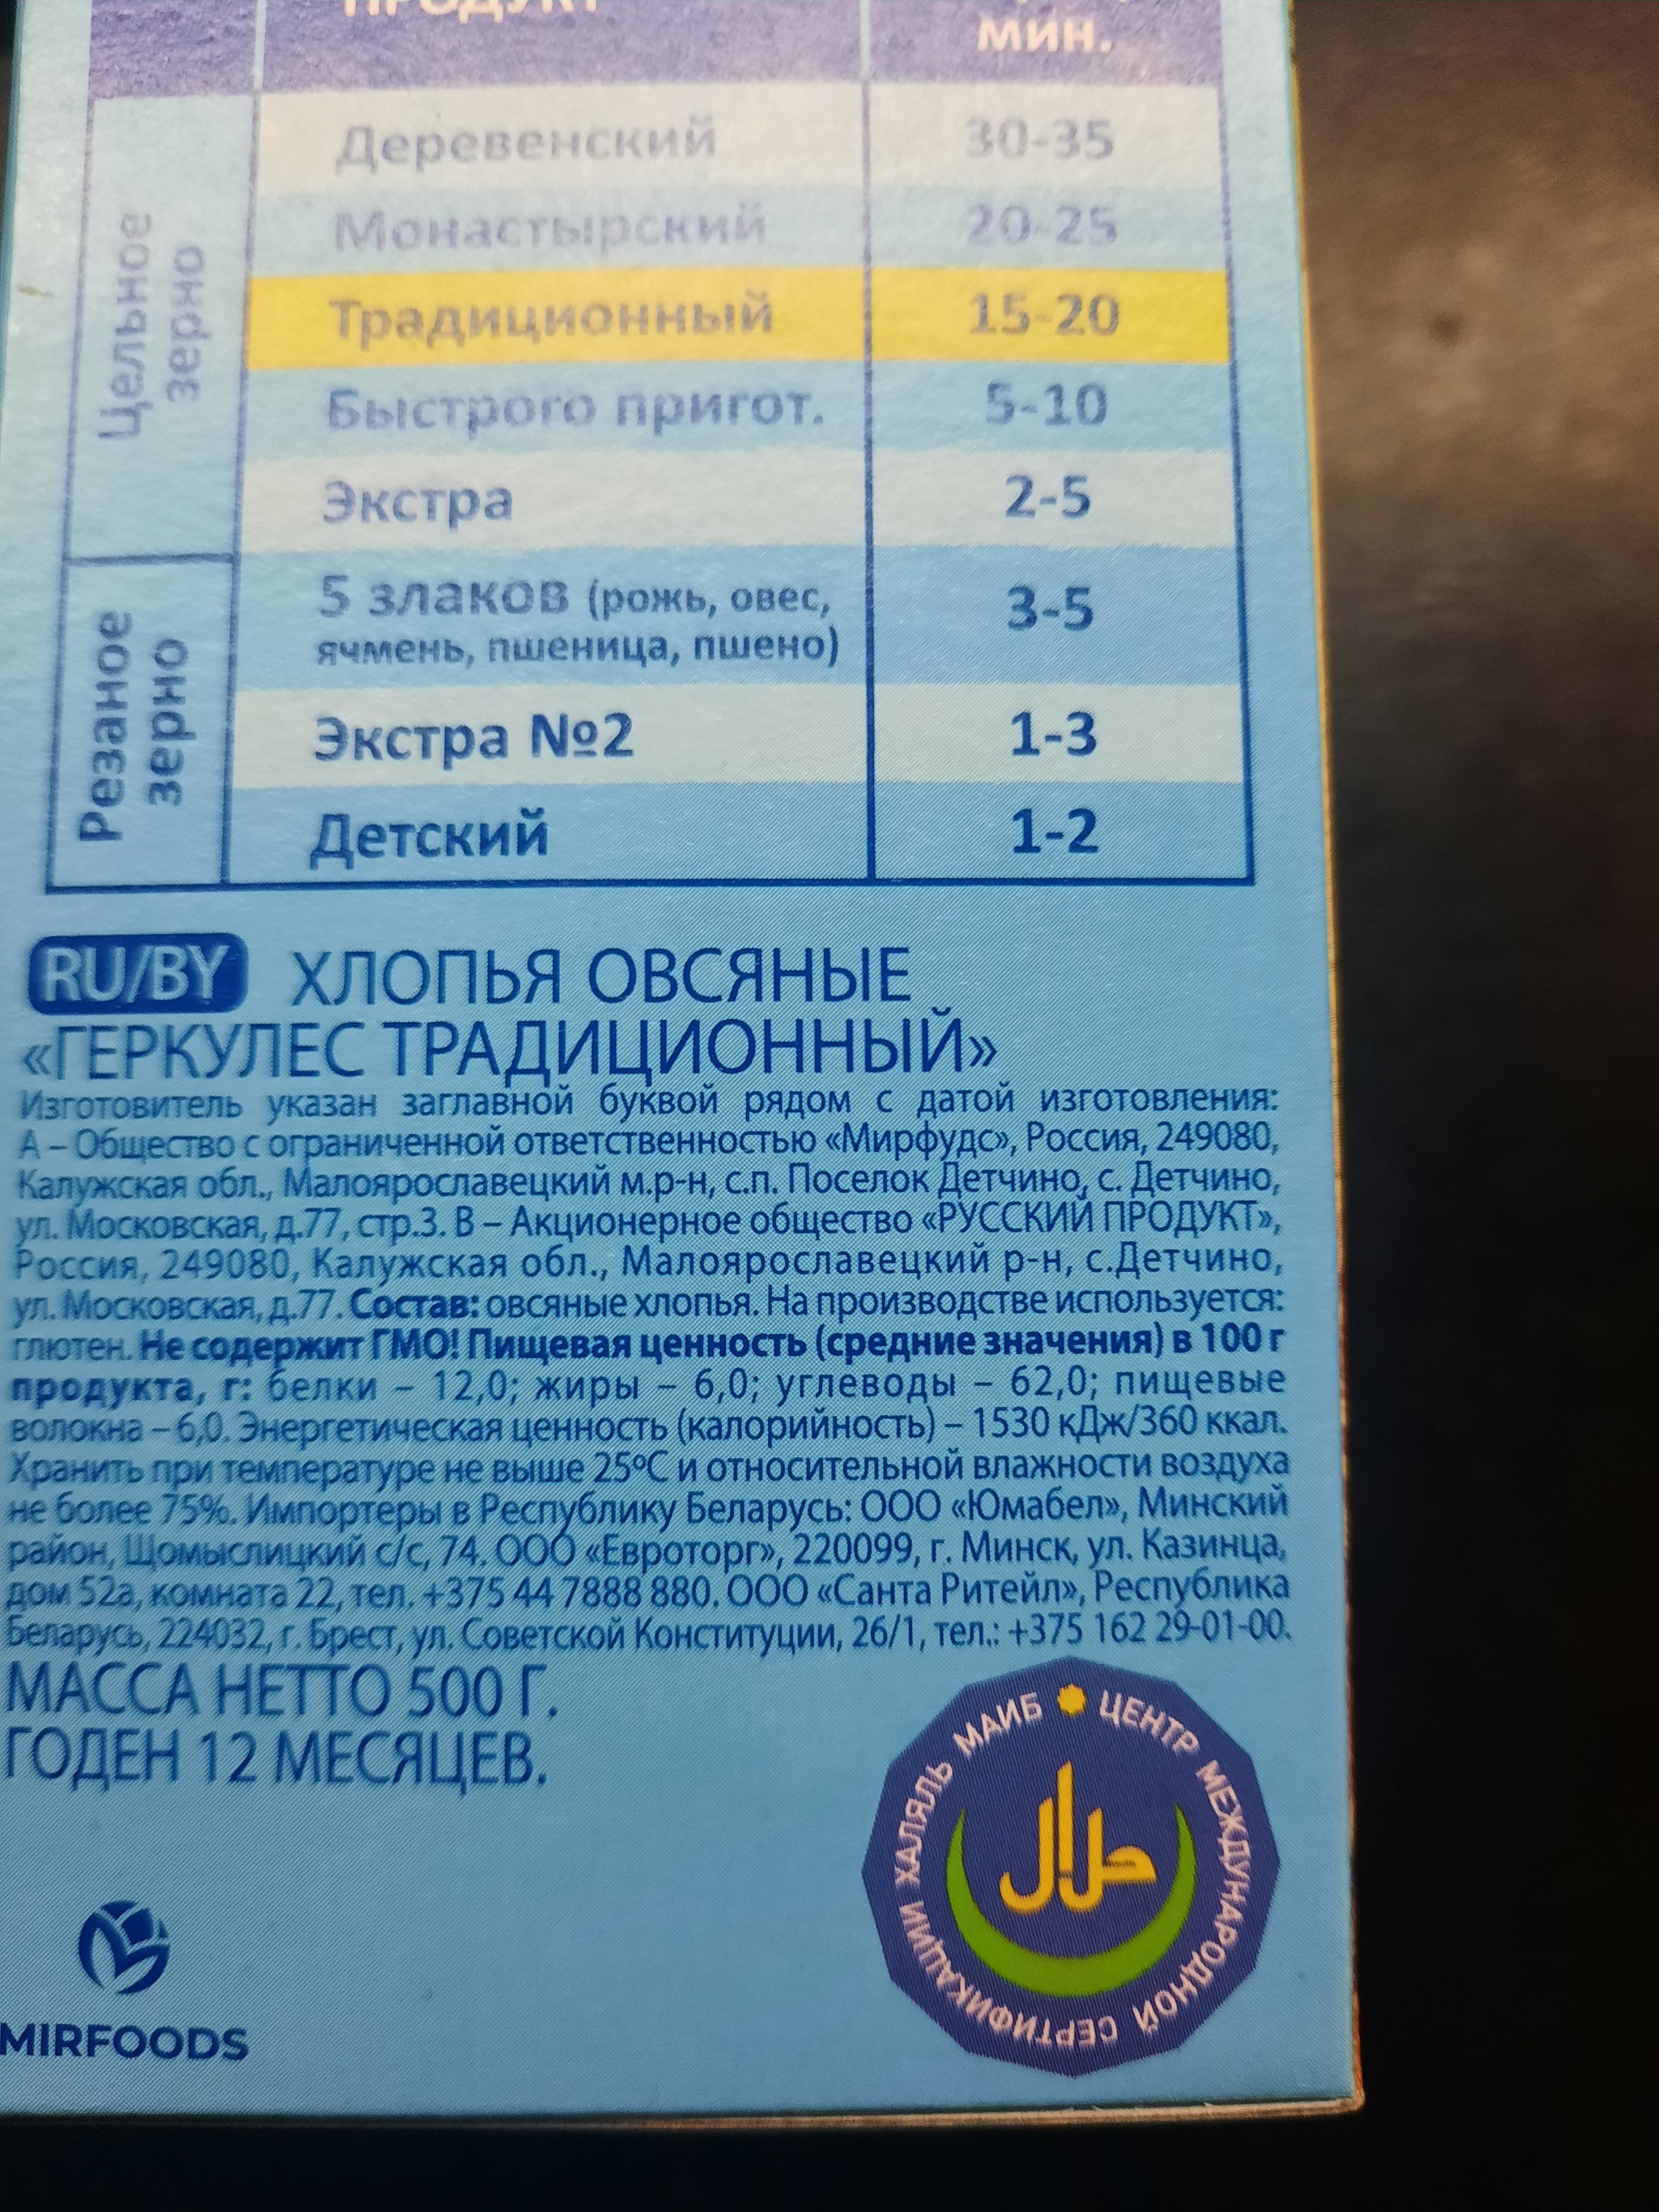 ПРОДУКТ
мин.
Цельное зерно
Деревенский 30-35
Монастырский 20-25
Традиционный 15-20
Быстрого пригот. 5-10
Экстра 2-5
Резаное зерно
5 злаков (рожь, овес, 3-5
ячмень, пшеница, пшено)
Экстра №2 1-3
Детский 1-2
RU/BY ХЛОПЬЯ ОВСЯНЫЕ
«ГЕРКУЛЕС ТРАДИЦИОННЫЙ»
Изготовитель указан заглавной буквой рядом с датой изготовления:
А – Общество с ограниченной ответственностью «Мирфудс», Россия, 249080,
Калужская обл., Малоярославецкий м.р-н, с.п. Поселок Детчино, с. Детчино,
ул. Московская, д.77, стр.3. В – Акционерное общество «РУССКИЙ ПРОДУКТ»,
Россия, 249080, Калужская обл., Малоярославецкий р-н, с.Детчино,
ул. Московская, д.77. Состав: овсяные хлопья. На производстве используется:
глютен. Не содержит ГМО! Пищевая ценность (средние значения) в 100 г
продукта, г: белки – 12,0; жиры – 6,0; углеводы – 62,0; пищевые
волокна – 6,0. Энергетическая ценность (калорийность) – 1530 кДж/360 ккал.
Хранить при температуре не выше 25ºС и относительной влажности воздуха
не более 75%. Импортеры в Республику Беларусь: ООО «Юмабел», Минский
район, Щомыслицкий с/с, 74. ООО «Евроторг», 220099, г. Минск, ул. Казинца,
дом 52а, комната 22, тел. +375 44 7888 880. ООО «Санта Ритейл», Республика
Беларусь, 224032, г. Брест, ул. Советской Конституции, 26/1, тел.: +375 162 29-01-00.
МАССА НЕТТО 500 Г.
ГОДЕН 12 МЕСЯЦЕВ.
ЦЕНТР МЕЖДУНАРОДНОЙ СЕРТИФИКАЦИИ ХАЛЯЛЬ МАИБ
حلال
MIRFOODS